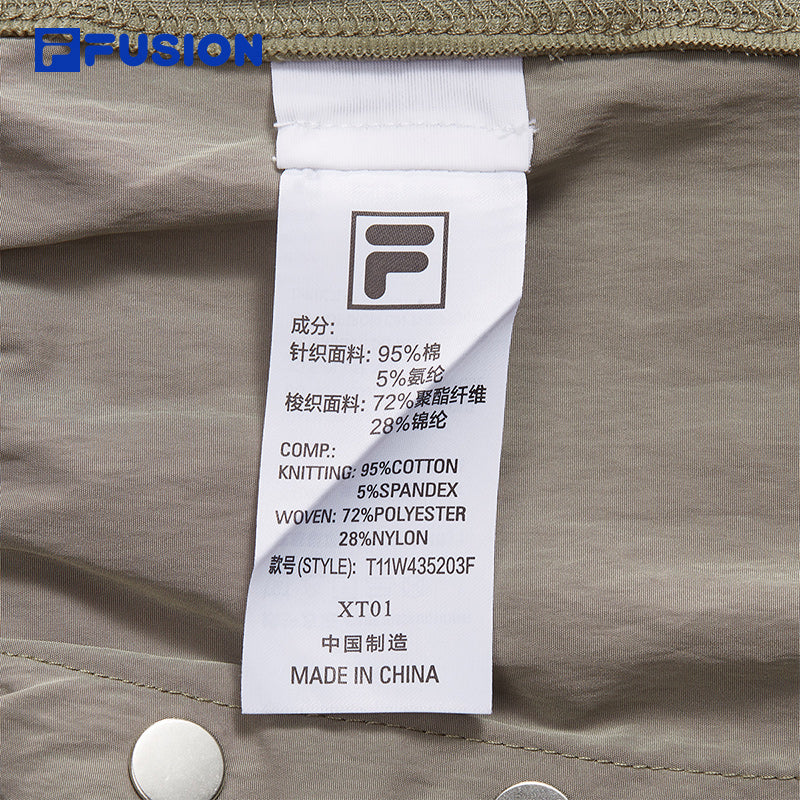 FUSION
F
成分:
针织面料: 95%棉
5%氨纶
梭织面料: 72%聚酯纤维
28%锦纶
COMP.:
KNITTING: 95%COTTON
5%SPANDEX
WOVEN: 72%POLYESTER
28%NYLON
款号(STYLE): T11W435203F
XT01
中国制造
MADE IN CHINA